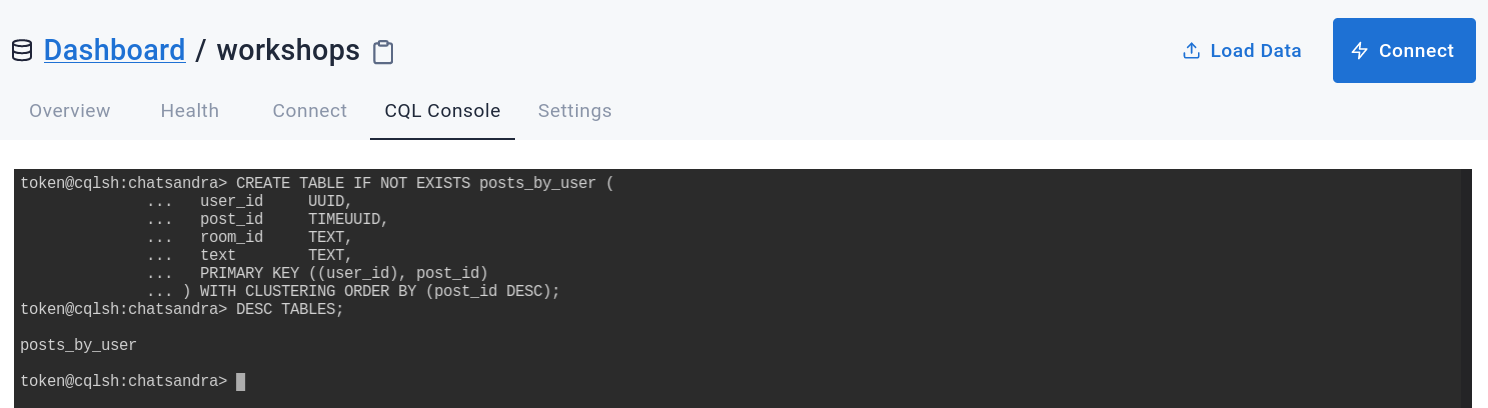 Dashboard / workshops
Load Data
Connect
Overview Health Connect CQL Console Settings
token@cqlsh:chatsandra> CREATE TABLE IF NOT EXISTS posts_by_user (
              ...   user_id     UUID,
              ...   post_id     TIMEUUID,
              ...   room_id     TEXT,
              ...   text        TEXT,
              ...   PRIMARY KEY ((user_id), post_id)
              ... ) WITH CLUSTERING ORDER BY (post_id DESC);
token@cqlsh:chatsandra> DESC TABLES;
posts_by_user
token@cqlsh:chatsandra>